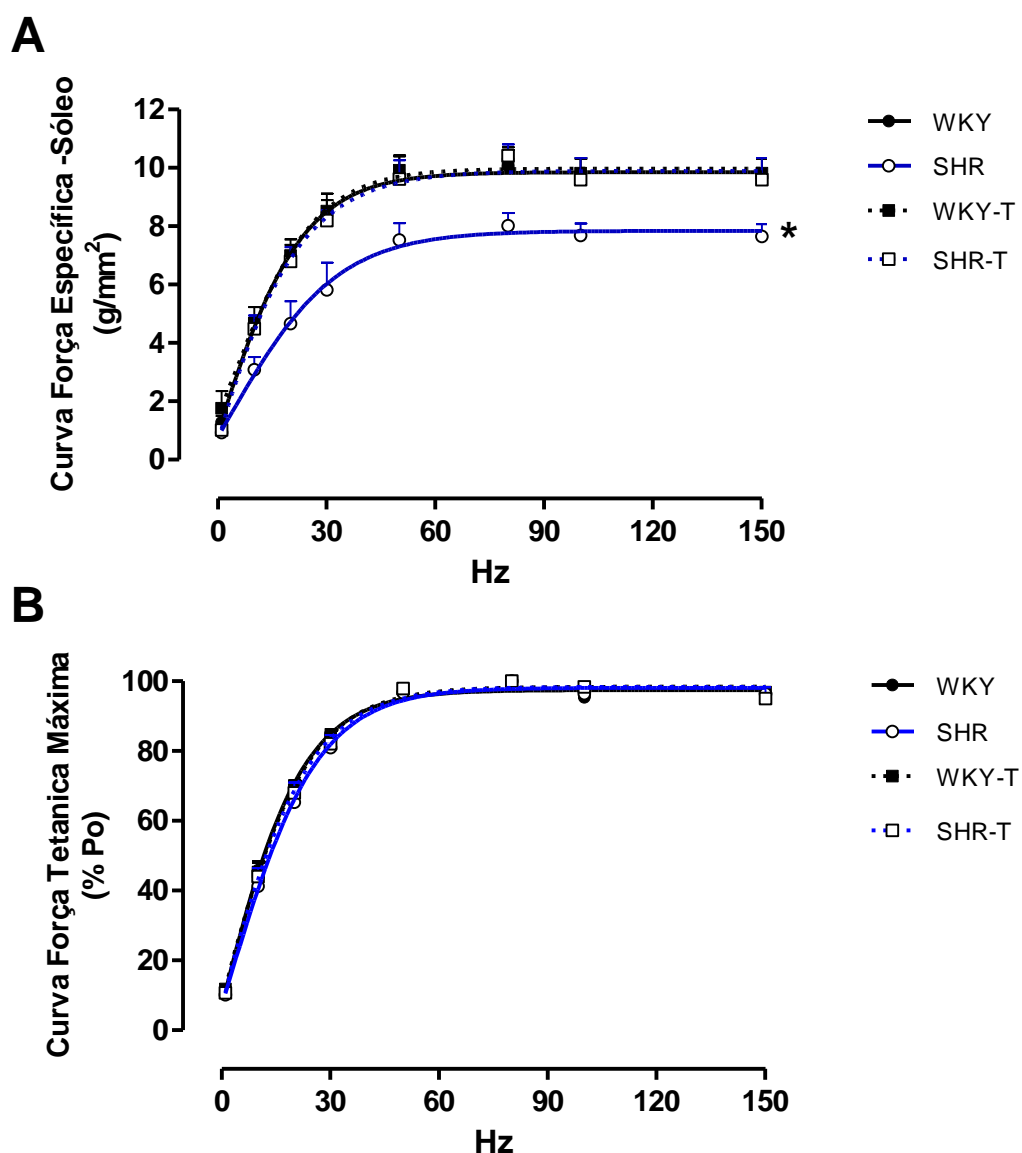 A
Curva Força Específica -Sóleo
(g/mm²)
12
10
8
6
4
2
0
0 30 60 90 120 150
Hz
*
WKY
SHR
WKY-T
SHR-T
B
Curva Força Tetanica Máxima
(% Po)
100
80
60
40
20
0
0 30 60 90 120 150
Hz
WKY
SHR
WKY-T
SHR-T